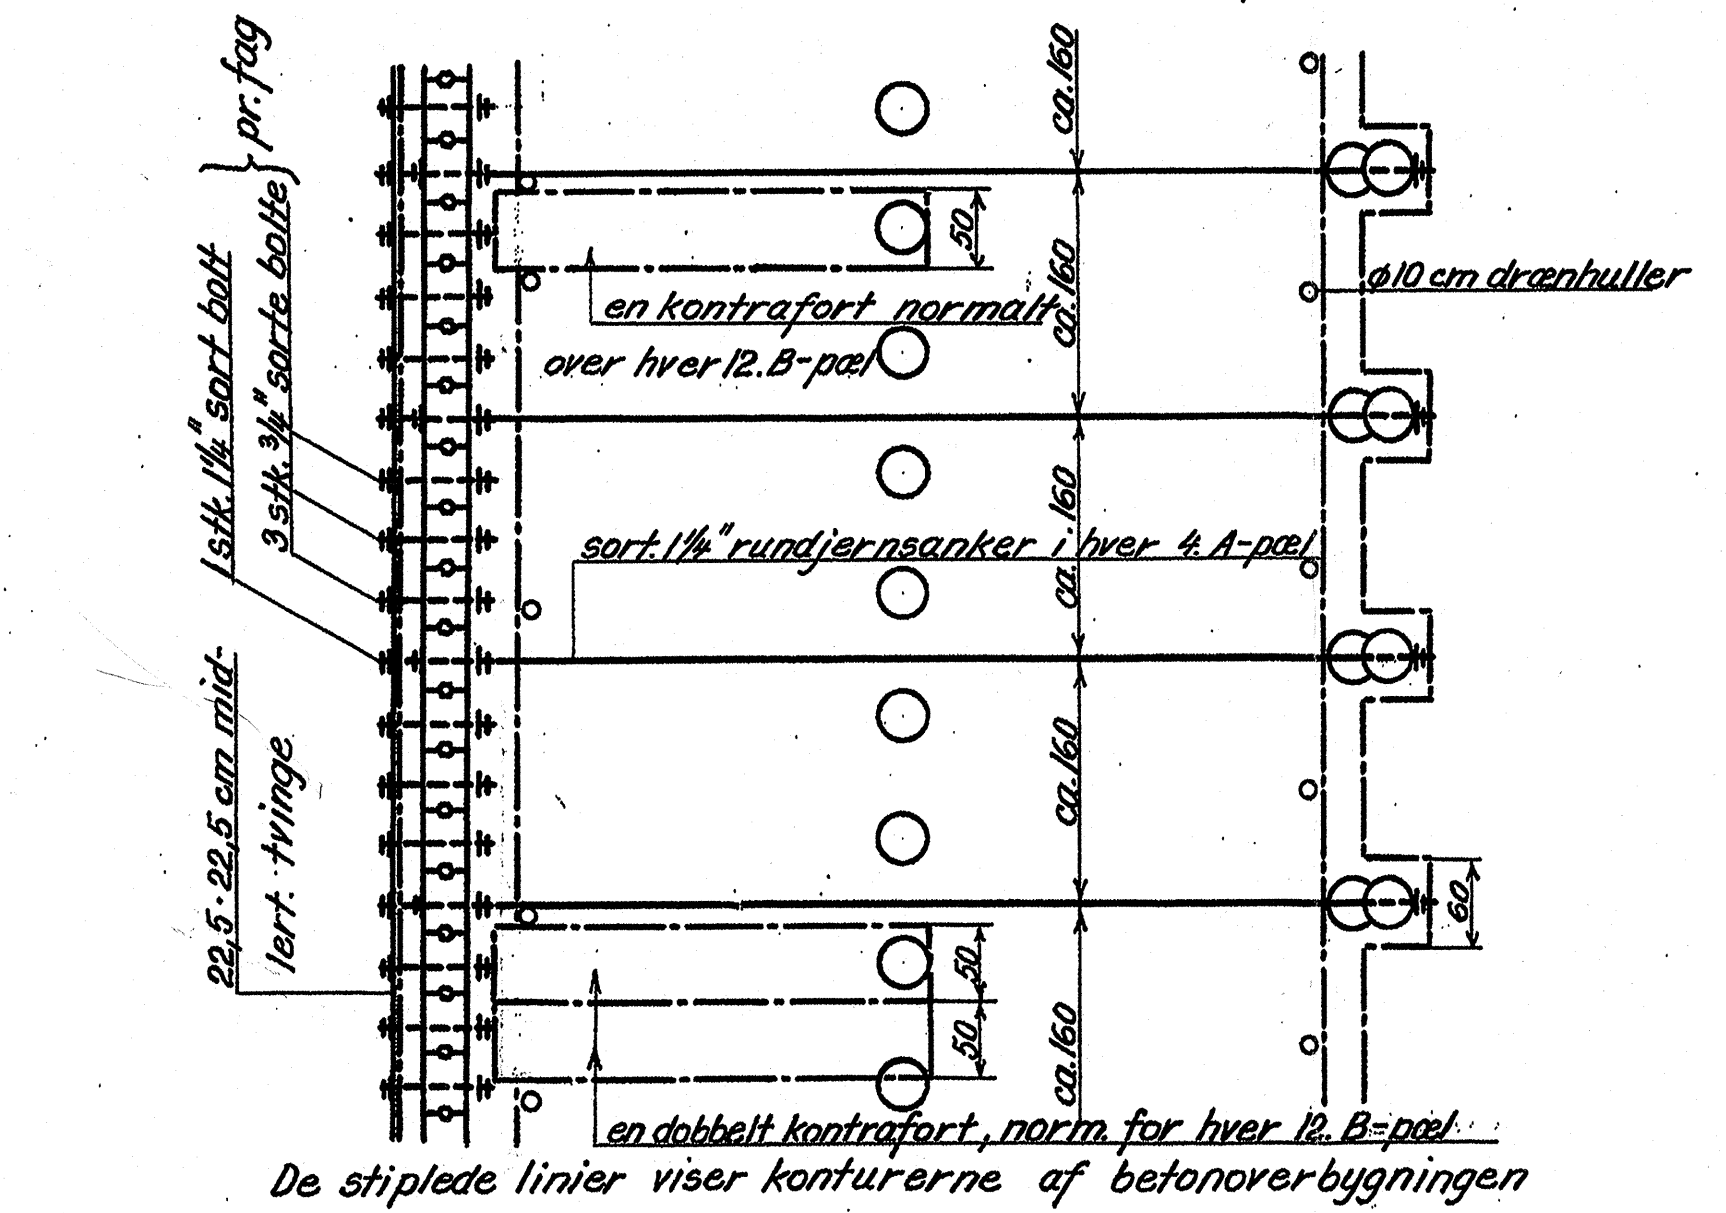 1 stk. 1¼" sort bolt
3 stk. ¾" sorte bolte
} pr. fag
22,5 · 22,5 cm mid-
lert. tvinge
ca. 160
50
ca. 160
φ10 cm drænhuller
en kontrafort normalt
over hver 12. B-pæl
sort. 1¼" rundjernsanker i hver 4. A-pæl
ca. 160
ca. 160
60
50
50
ca. 160
en dobbelt kontrafort, norm. for hver 12. B-pæl
De stiplede linier viser konturerne af betonoverbygningen